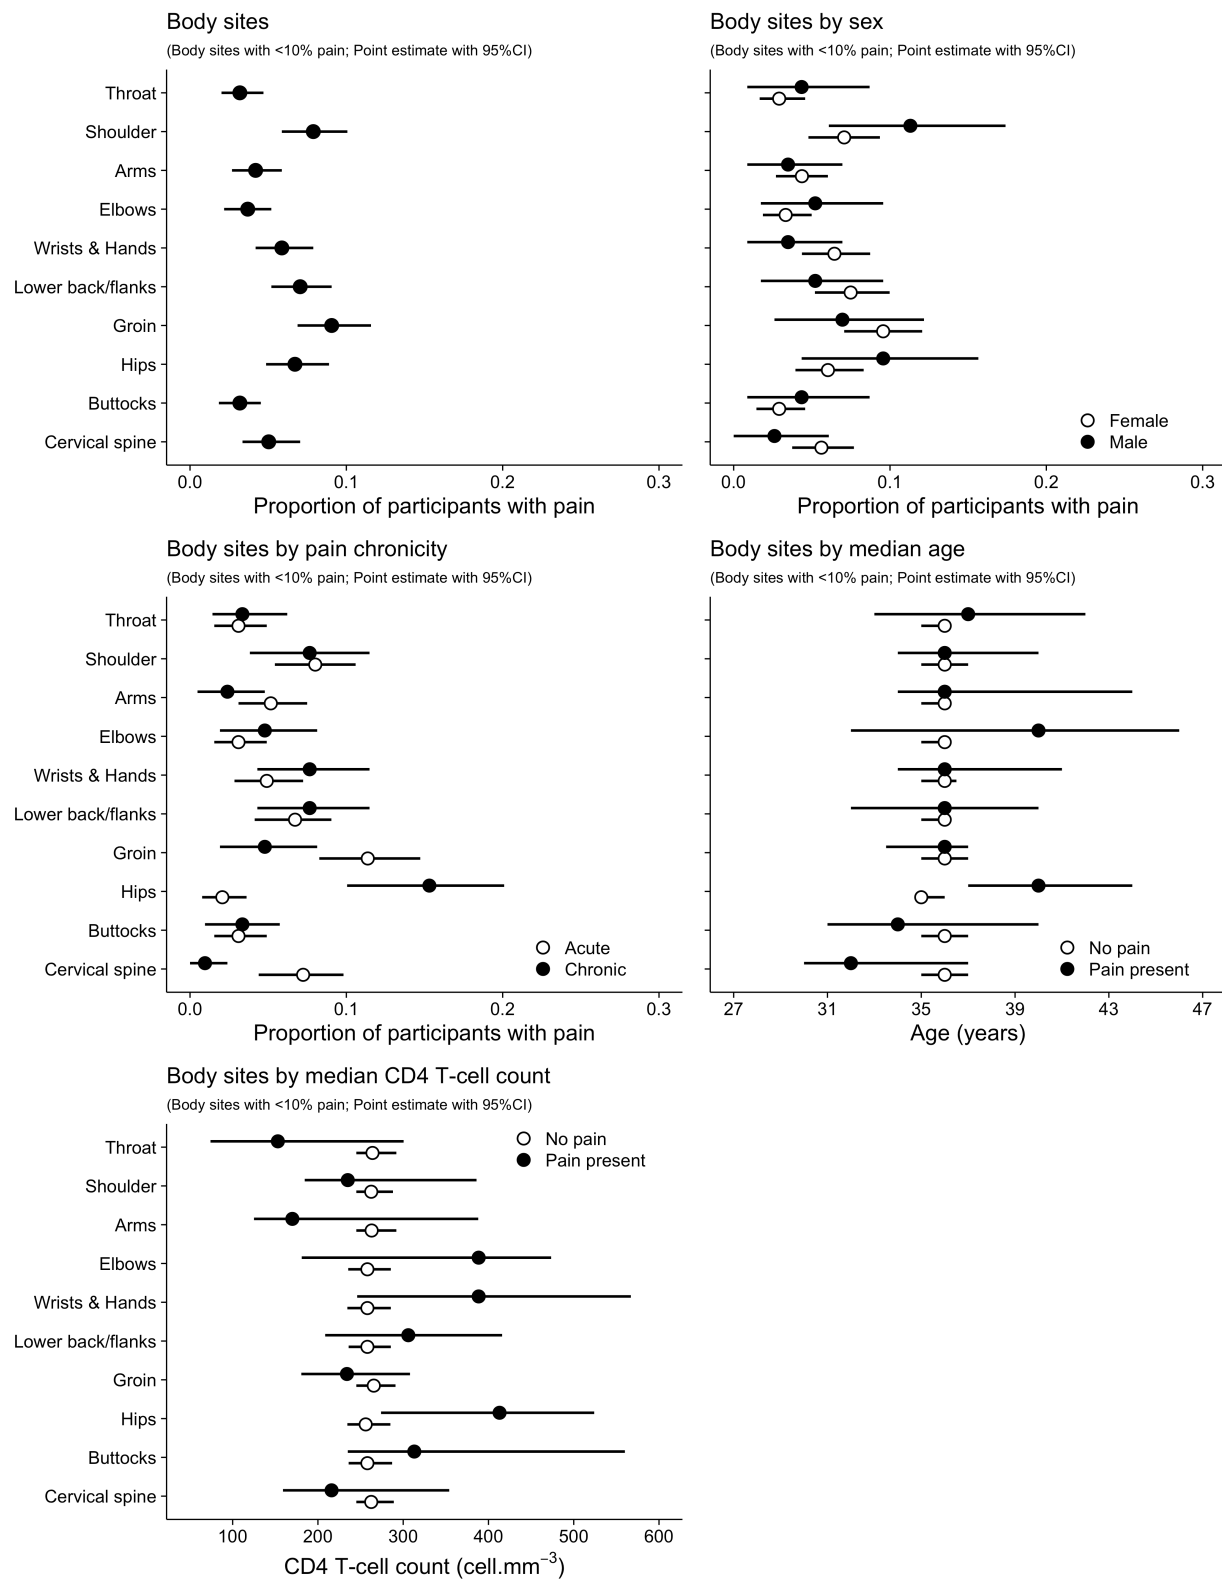 Body sites
(Body sites with <10% pain; Point estimate with 95%CI)
Throat
Shoulder
Arms
Elbows
Wrists & Hands
Lower back/flanks
Groin
Hips
Buttocks
Cervical spine
0.0 0.1 0.2 0.3
Proportion of participants with pain
Body sites by sex
(Body sites with <10% pain; Point estimate with 95%CI)
Female
Male
0.0 0.1 0.2 0.3
Proportion of participants with pain
Body sites by pain chronicity
(Body sites with <10% pain; Point estimate with 95%CI)
Throat
Shoulder
Arms
Elbows
Wrists & Hands
Lower back/flanks
Groin
Hips
Buttocks
Cervical spine
Acute
Chronic
0.0 0.1 0.2 0.3
Proportion of participants with pain
Body sites by median age
(Body sites with <10% pain; Point estimate with 95%CI)
No pain
Pain present
27 31 35 39 43 47
Age (years)
Body sites by median CD4 T-cell count
(Body sites with <10% pain; Point estimate with 95%CI)
No pain
Pain present
Throat
Shoulder
Arms
Elbows
Wrists & Hands
Lower back/flanks
Groin
Hips
Buttocks
Cervical spine
100 200 300 400 500 600
CD4 T-cell count (cell.mm⁻³)